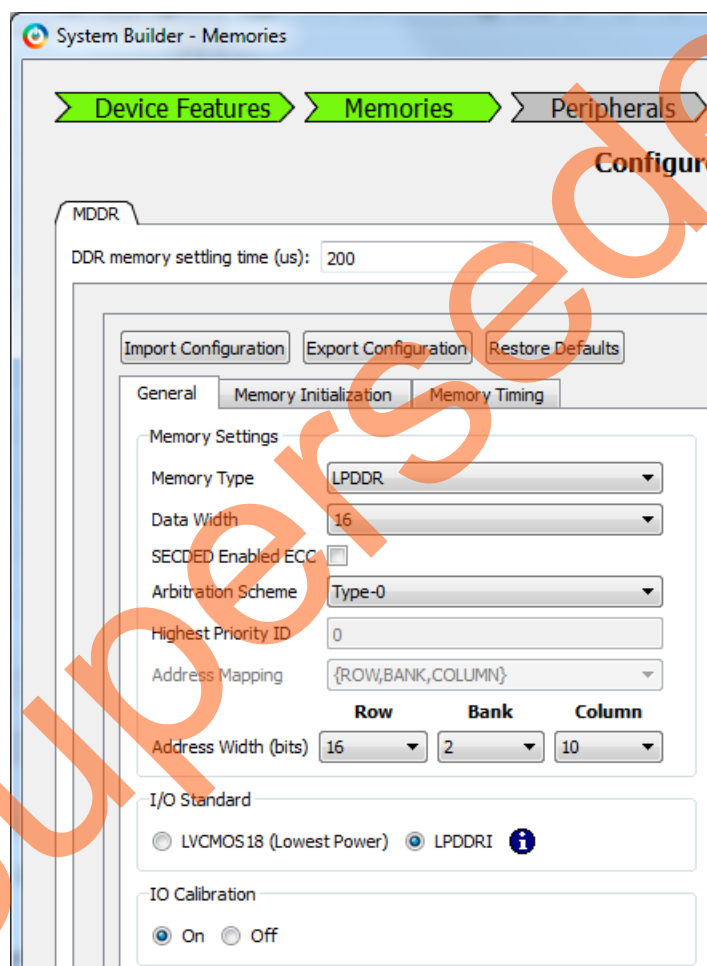 System Builder - Memories
Device Features Memories Peripherals
Configur
MDDR
DDR memory settling time (us): 200
Import Configuration Export Configuration Restore Defaults
General Memory Initialization Memory Timing
Memory Settings
Memory Type LPDDR
Data Width 16
SECDED Enabled ECC
Arbitration Scheme Type-0
Highest Priority ID 0
Address Mapping {ROW,BANK,COLUMN}
Row Bank Column
Address Width (bits) 16 2 10
I/O Standard
LVCMOS18 (Lowest Power) LPDDRI
IO Calibration
On Off
Supersede